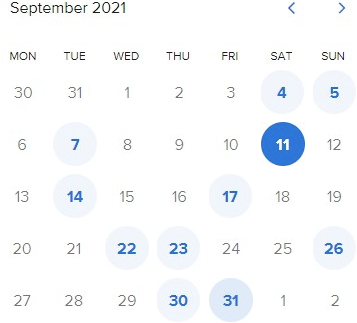 September 2021
MON TUE WED THU FRI SAT SUN
30 31 1 2 3 4 5
6 7 8 9 10 11 12
13 14 15 16 17 18 19
20 21 22 23 24 25 26
27 28 29 30 31 1 2